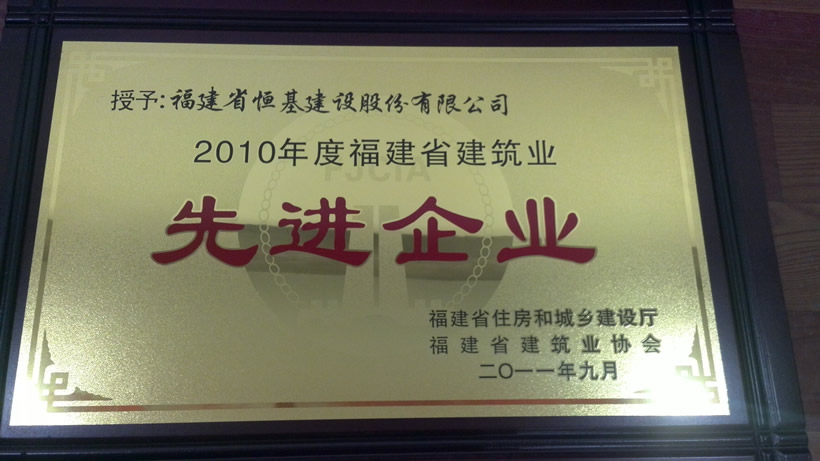 授予:福建省恒基建设股份有限公司
2010年度福建省建筑业
FJCIA
先进企业
福建省住房和城乡建设厅
福建省建筑业协会
二〇一一年九月